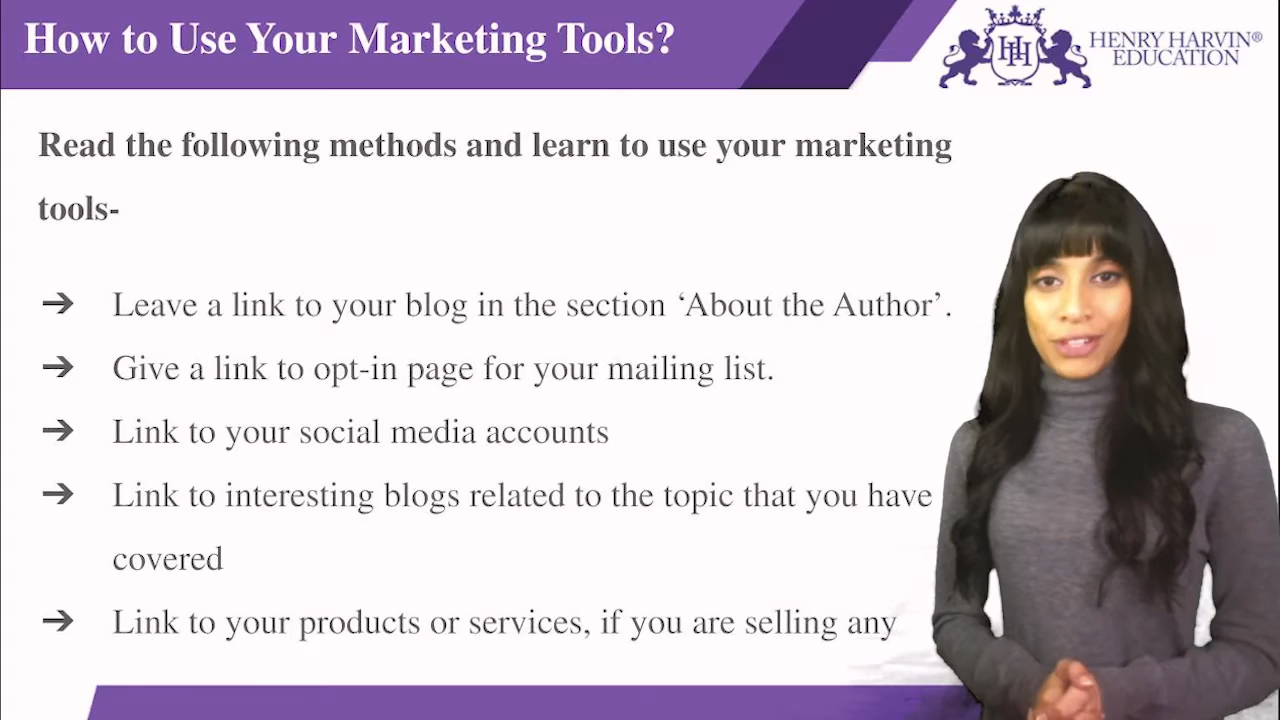 How to Use Your Marketing Tools?
HENRY HARVIN®
EDUCATION
Read the following methods and learn to use your marketing
tools-
➔ Leave a link to your blog in the section ‘About the Author’.
➔ Give a link to opt-in page for your mailing list.
➔ Link to your social media accounts
➔ Link to interesting blogs related to the topic that you have
covered
➔ Link to your products or services, if you are selling any